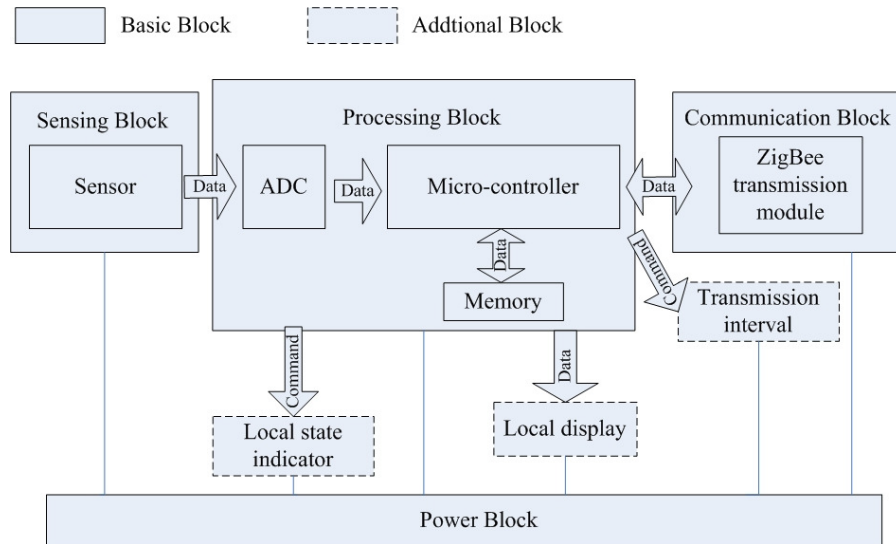 Basic Block
Addtional Block
Sensing Block
Processing Block
Communication Block
Sensor
Data
ADC
Data
Micro-controller
Data
ZigBee
transmission
module
Data
Memory
Command
Transmission
interval
Command
Data
Local state
indicator
Local display
Power Block